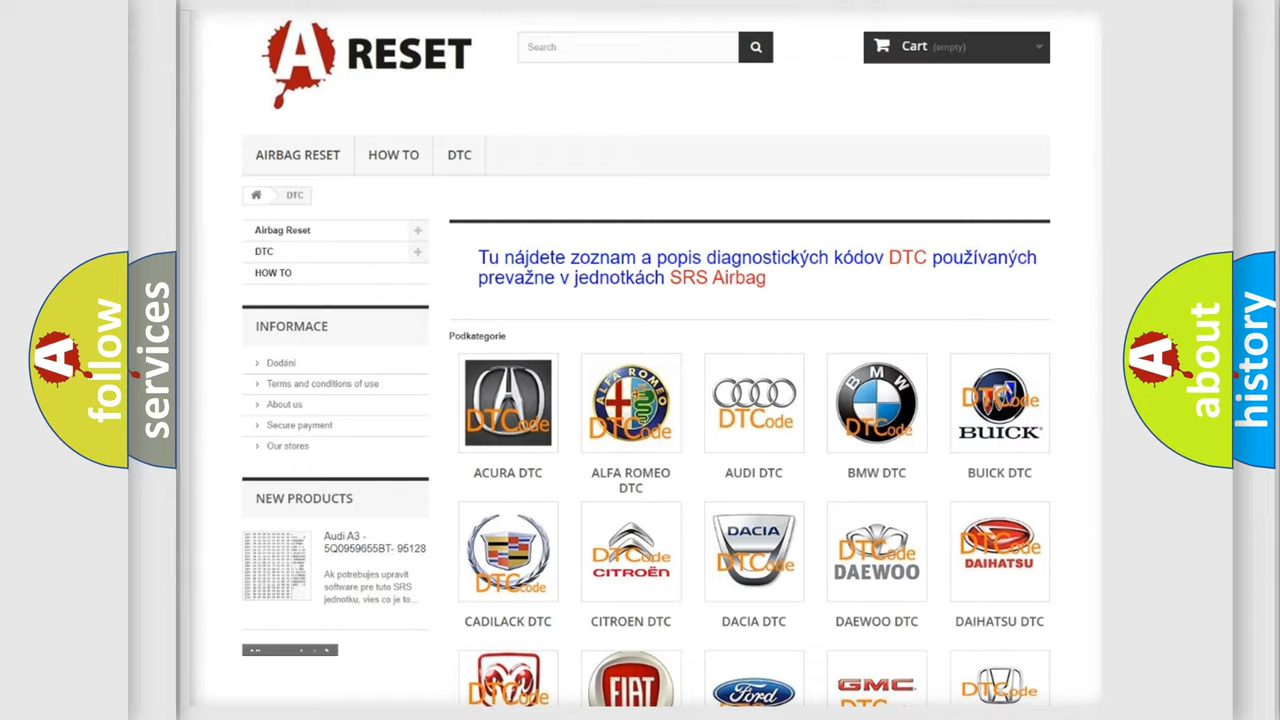 A RESET
Search
Cart (empty)
AIRBAG RESET
HOW TO
DTC
DTC
Airbag Reset
DTC
HOW TO
Tu nájdete zoznam a popis diagnostických kódov DTC používaných
prevažne v jednotkách SRS Airbag
INFORMACE
Dodání
Terms and conditions of use
About us
Secure payment
Our stores
NEW PRODUCTS
Audi A3 -
5Q0959655BT- 95128
Ak potrebujes upravit
software pre tuto SRS
jednotku, vies co je to...
Podkategorie
DTCode
ALFA ROMEO
DTCode
DTCode
BMW
DTCode
DTCode
BUICK
ACURA DTC
ALFA ROMEO
DTC
AUDI DTC
BMW DTC
BUICK DTC
DTCode
DTCode
CITROËN
DACIA
DTCode
DTCode
DAEWOO
DTCode
DAIHATSU
CADILACK DTC
CITROEN DTC
DACIA DTC
DAEWOO DTC
DAIHATSU DTC
DTCode
FIAT
Ford
GMC
DTCode
A follow
services
A about
history